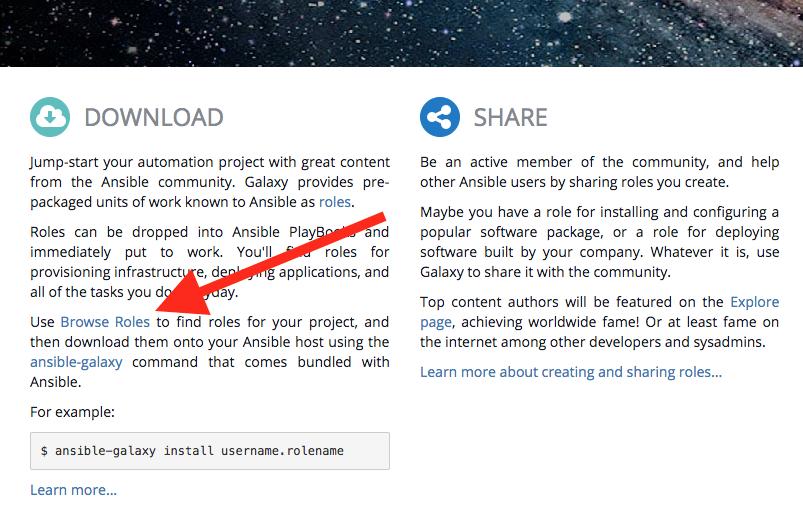 DOWNLOAD
Jump-start your automation project with great content
from the Ansible community. Galaxy provides pre-
packaged units of work known to Ansible as roles.
Roles can be dropped into Ansible PlayBooks and
immediately put to work. You'll find roles for
provisioning infrastructure, deploying applications, and
all of the tasks you do everyday.
Use Browse Roles to find roles for your project, and
then download them onto your Ansible host using the
ansible-galaxy command that comes bundled with
Ansible.
For example:
$ ansible-galaxy install username.rolename
Learn more...
SHARE
Be an active member of the community, and help
other Ansible users by sharing roles you create.
Maybe you have a role for installing and configuring a
popular software package, or a role for deploying
software built by your company. Whatever it is, use
Galaxy to share it with the community.
Top content authors will be featured on the Explore
page, achieving worldwide fame! Or at least fame on
the internet among other developers and sysadmins.
Learn more about creating and sharing roles...